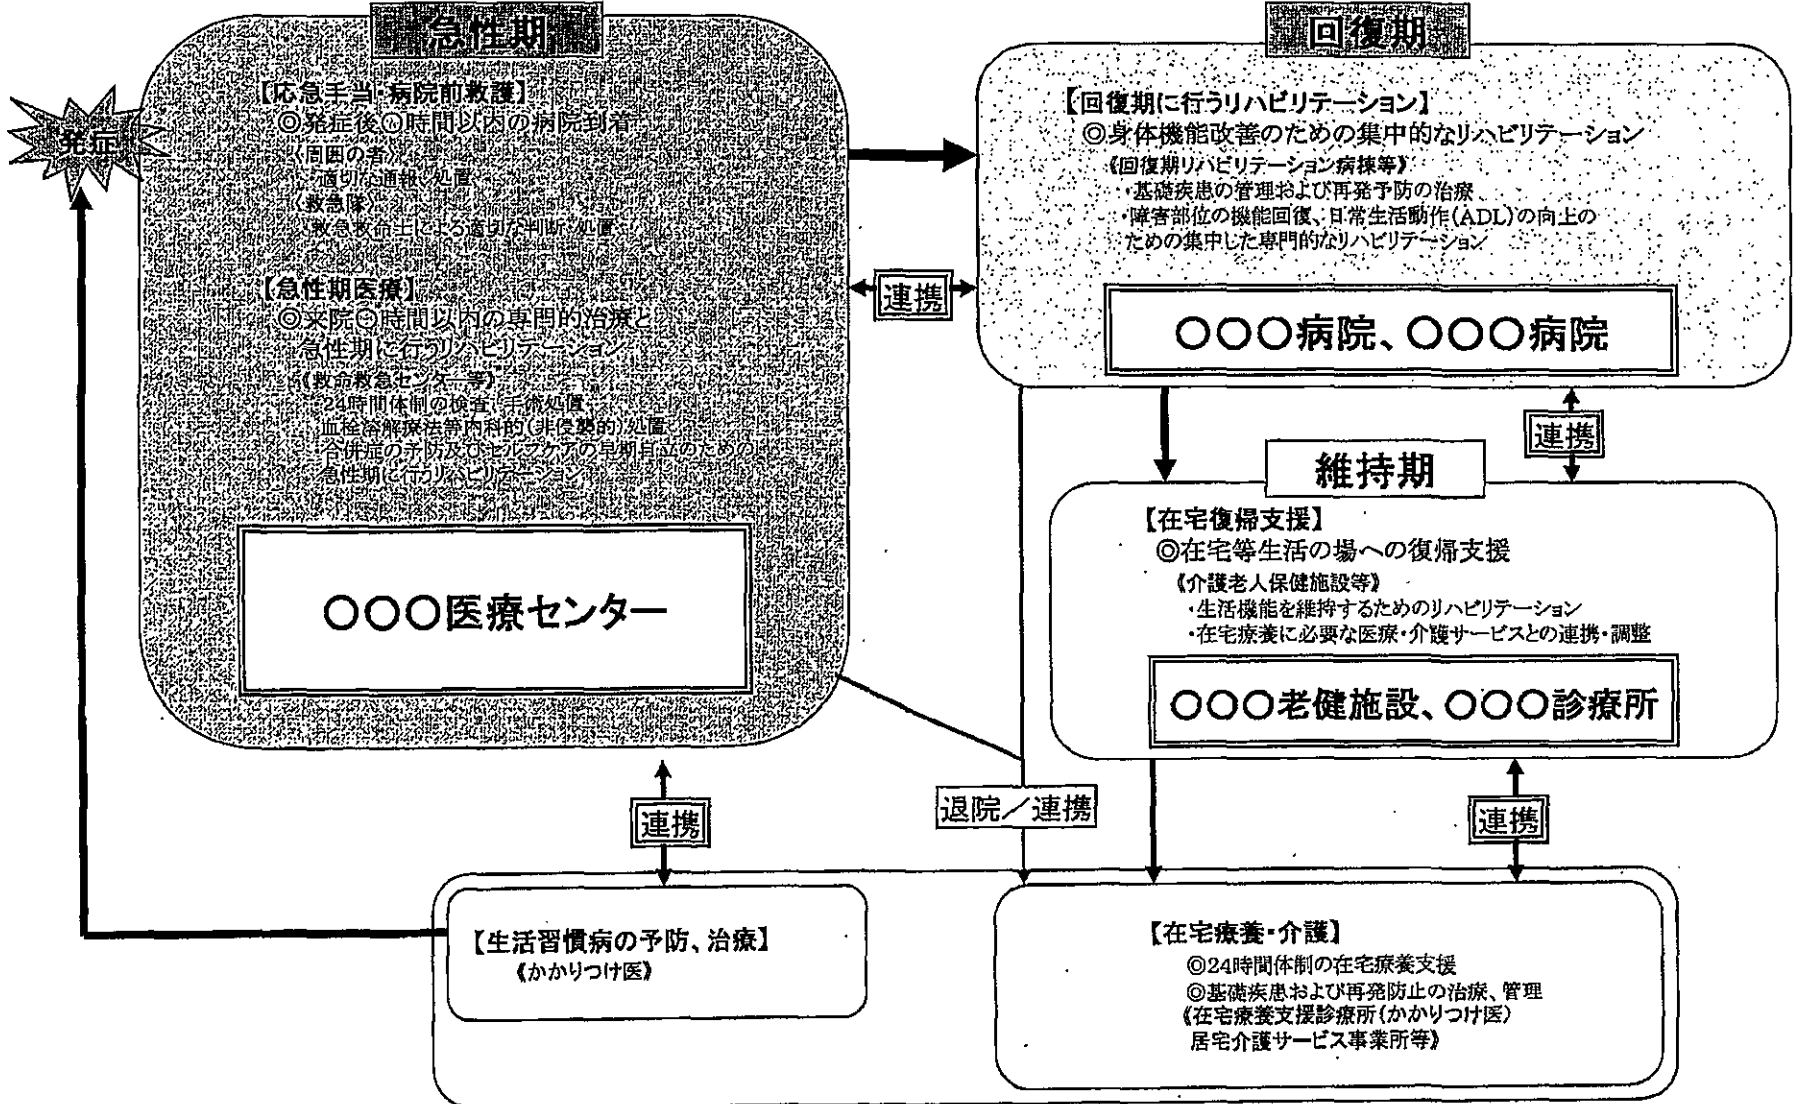 急性期
発症
【応急手当・病院前救護】
◎発症後○時間以内の病院到着
〈周囲の者〉
適切な通報、処置
〈救急隊〉
救急救命士による適切な判断・処置
【急性期医療】
◎来院○時間以内の専門的治療と
急性期に行うリハビリテーション
《救命救急センター等》
24時間体制の検査、手術処置
血栓溶解療法等内科的(非侵襲的)処置
合併症の予防及びセルフケアの早期自立のための
急性期に行うリハビリテーション
○○○医療センター
連携
回復期
【回復期に行うリハビリテーション】
◎身体機能改善のための集中的なリハビリテーション
《回復期リハビリテーション病棟等》
・基礎疾患の管理および再発予防の治療
・障害部位の機能回復、日常生活動作(ADL)の向上の
ための集中した専門的なリハビリテーション
○○○病院、○○○病院
連携
維持期
【在宅復帰支援】
◎在宅等生活の場への復帰支援
《介護老人保健施設等》
・生活機能を維持するためのリハビリテーション
・在宅療養に必要な医療・介護サービスとの連携・調整
○○○老健施設、○○○診療所
連携
退院／連携
連携
【生活習慣病の予防、治療】
《かかりつけ医》
【在宅療養・介護】
◎24時間体制の在宅療養支援
◎基礎疾患および再発防止の治療、管理
《在宅療養支援診療所(かかりつけ医)
居宅介護サービス事業所等》